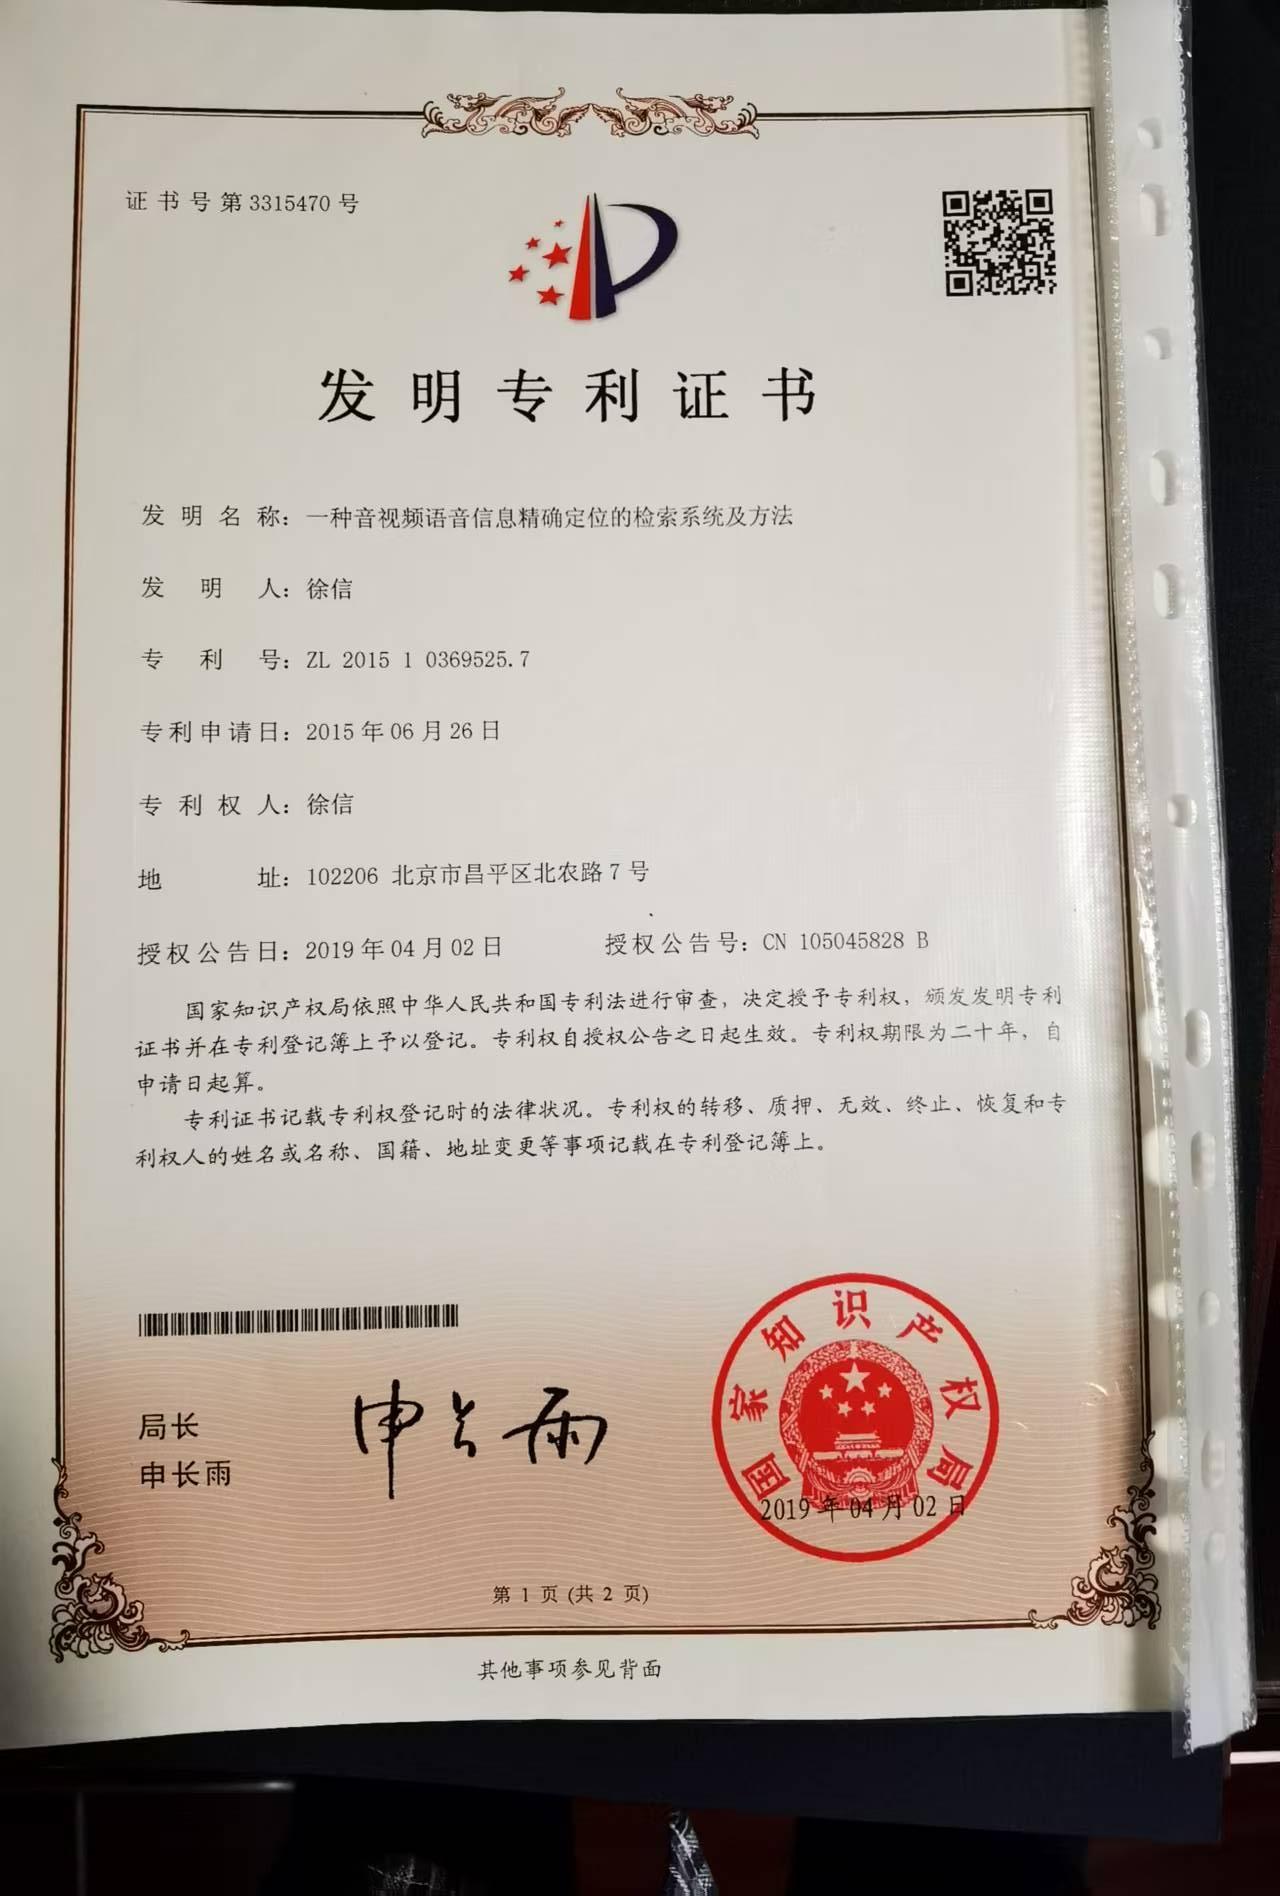 证书号第3315470号
发明专利证书
发明名称：一种音视频语音信息精确定位的检索系统及方法
发明人：徐信
专利号：ZL 2015 1 0369525.7
专利申请日：2015年06月26日
专利权人：徐信
地址：102206 北京市昌平区北农路7号
授权公告日：2019年04月02日 授权公告号：CN 105045828 B
国家知识产权局依照中华人民共和国专利法进行审查，决定授予专利权，颁发发明专利
证书并在专利登记簿上予以登记。专利权自授权公告之日起生效。专利权期限为二十年，自
申请日起算。
专利证书记载专利权登记时的法律状况。专利权的转移、质押、无效、终止、恢复和专
利权人的姓名或名称、国籍、地址变更等事项记载在专利登记簿上。
局长
申长雨
申长雨
国家知识产权局
2019年04月02日
第 1 页 (共 2 页)
其他事项参见背面